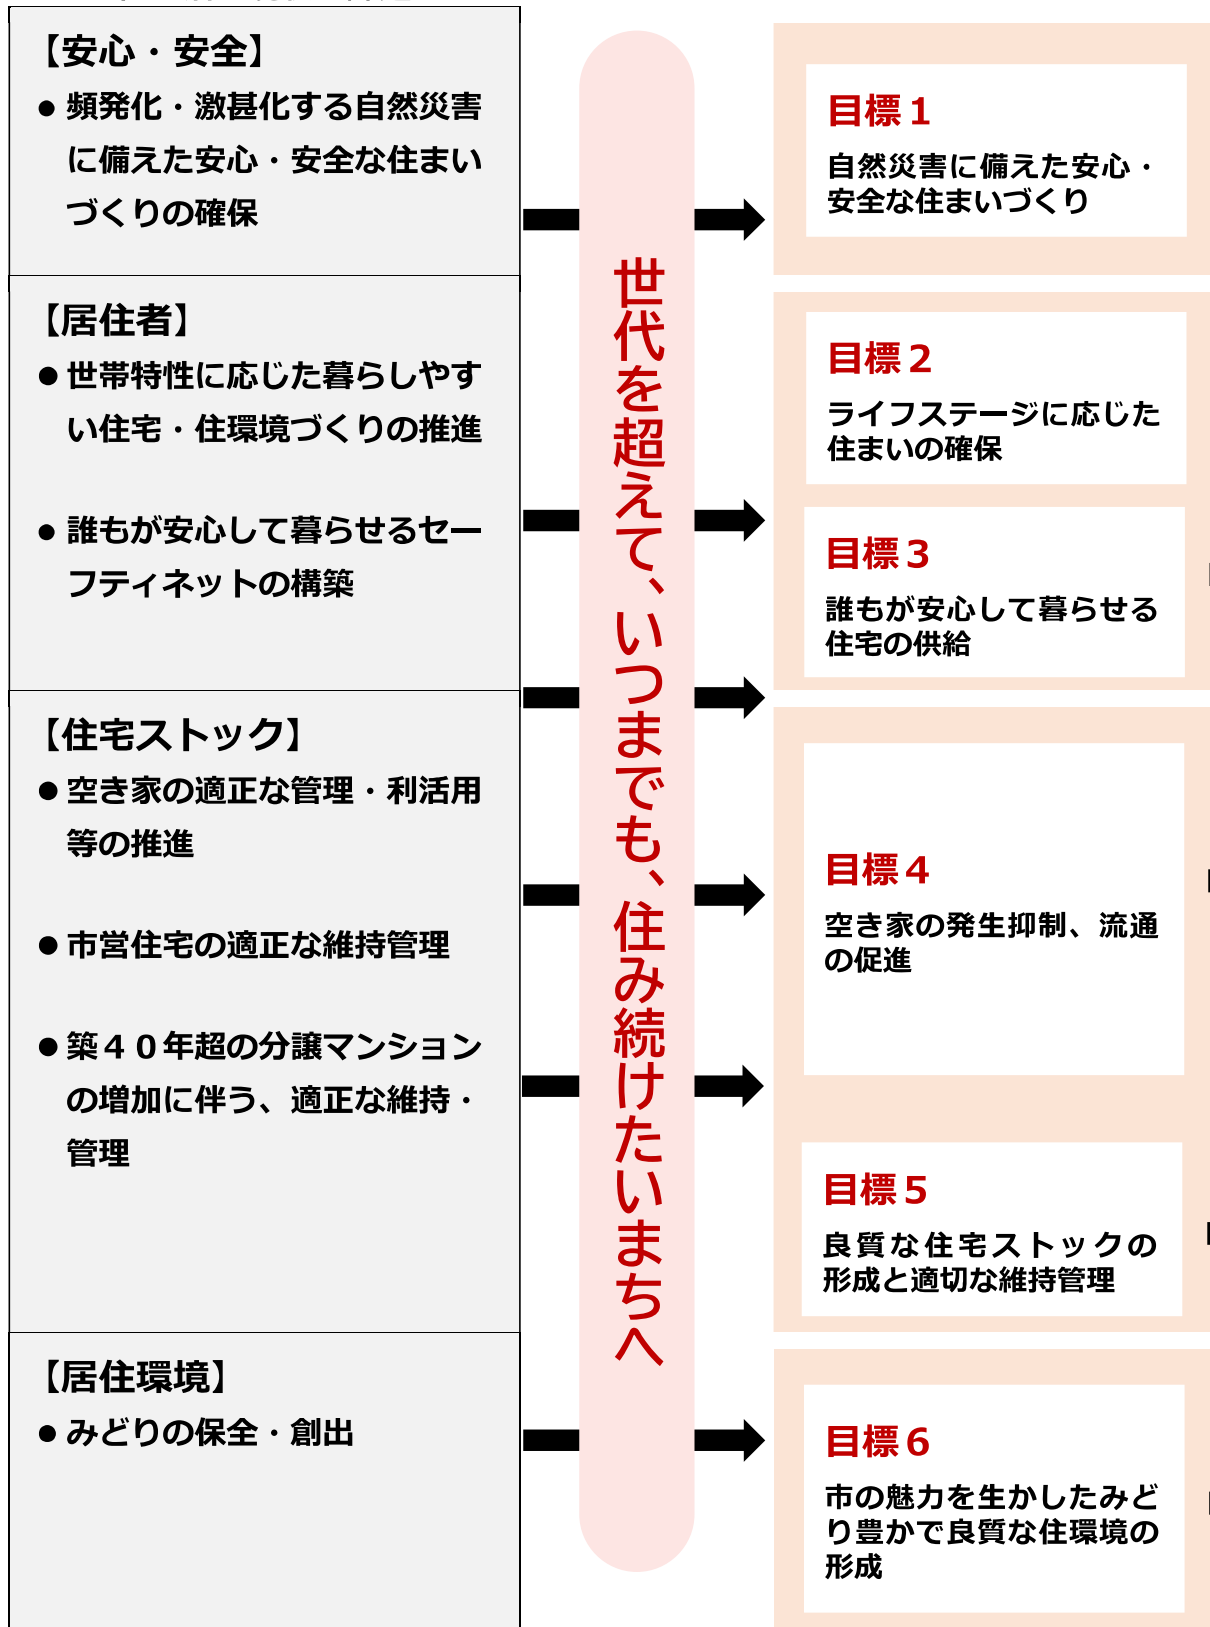 【安心・安全】
● 頻発化・激甚化する自然災害
に備えた安心・安全な住まい
づくりの確保
【居住者】
● 世帯特性に応じた暮らしやす
い住宅・住環境づくりの推進
● 誰もが安心して暮らせるセー
フティネットの構築
【住宅ストック】
● 空き家の適正な管理・利活用
等の推進
● 市営住宅の適正な維持管理
● 築４０年超の分譲マンション
の増加に伴う、適正な維持・
管理
【居住環境】
● みどりの保全・創出
世代を超えて、いつまでも、住み続けたいまちへ
目標１
自然災害に備えた安心・
安全な住まいづくり
目標２
ライフステージに応じた
住まいの確保
目標３
誰もが安心して暮らせる
住宅の供給
目標４
空き家の発生抑制、流通
の促進
目標５
良質な住宅ストックの
形成と適切な維持管理
目標６
市の魅力を生かしたみど
り豊かで良質な住環境の
形成